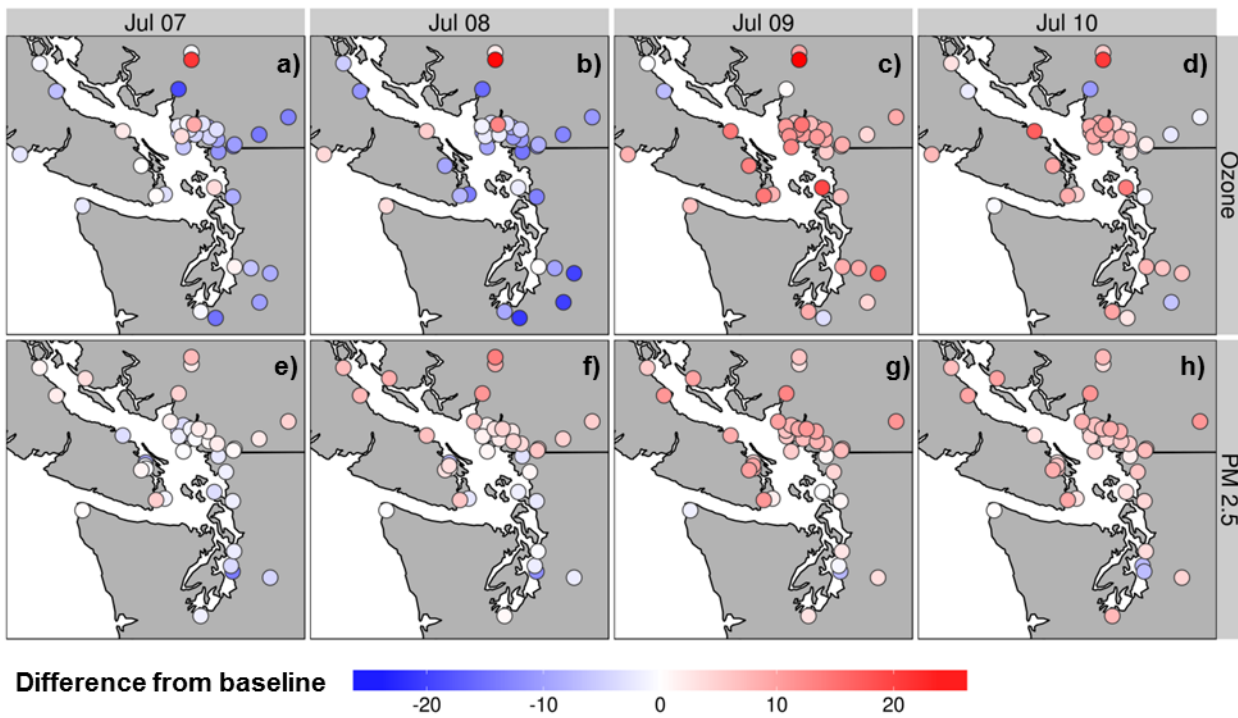 Jul 07 Jul 08 Jul 09 Jul 10
a) b) c) d)
Ozone
e) f) g) h)
PM 2.5
Difference from baseline
-20 -10 0 10 20